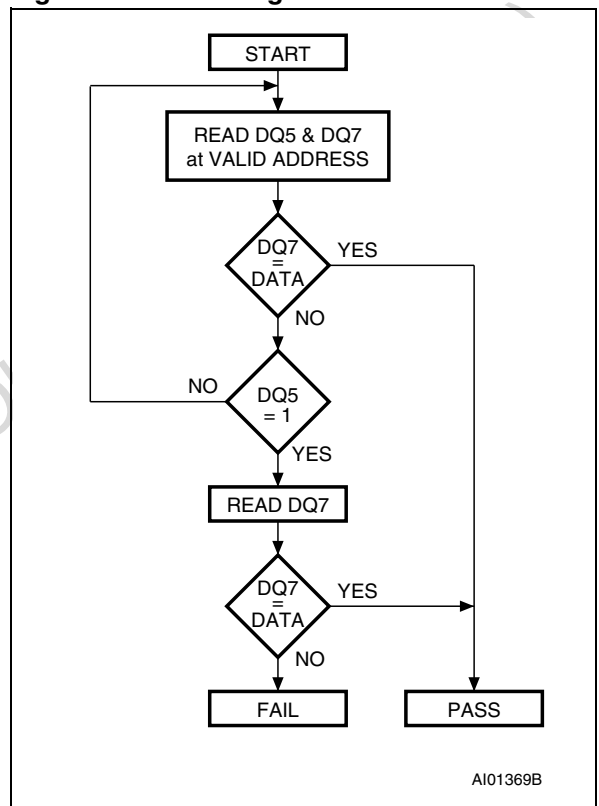 START
READ DQ5 & DQ7
at VALID ADDRESS
DQ7
=
DATA
YES
NO
NO
DQ5
= 1
YES
READ DQ7
DQ7
=
DATA
YES
NO
FAIL
PASS
AI01369B